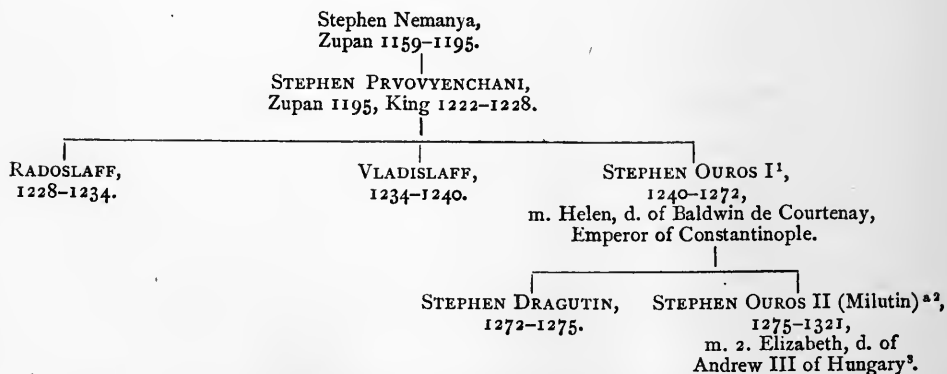 Stephen Nemanya,
Zupan 1159–1195.
STEPHEN PRVOVYENCHANI,
Zupan 1195, King 1222–1228.
RADOSLAFF,
1228–1234.
VLADISLAFF,
1234–1240.
STEPHEN OUROS I¹,
1240–1272,
m. Helen, d. of Baldwin de Courtenay,
Emperor of Constantinople.
STEPHEN DRAGUTIN,
1272–1275.
STEPHEN OUROS II (Milutin) ᵃ²,
1275–1321,
m. 2. Elizabeth, d. of
Andrew III of Hungary³.